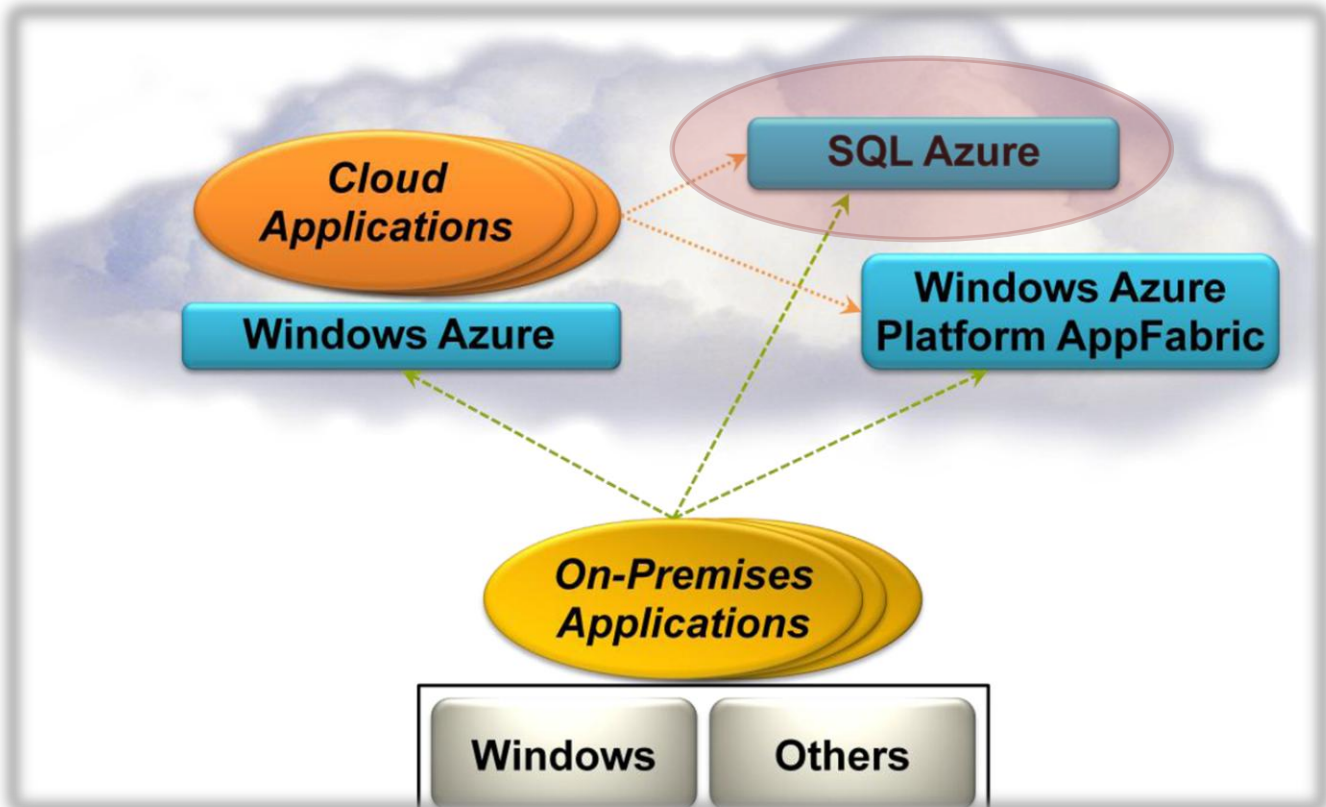 Cloud
Applications
SQL Azure
Windows Azure
Windows Azure
Platform AppFabric
On-Premises
Applications
Windows
Others